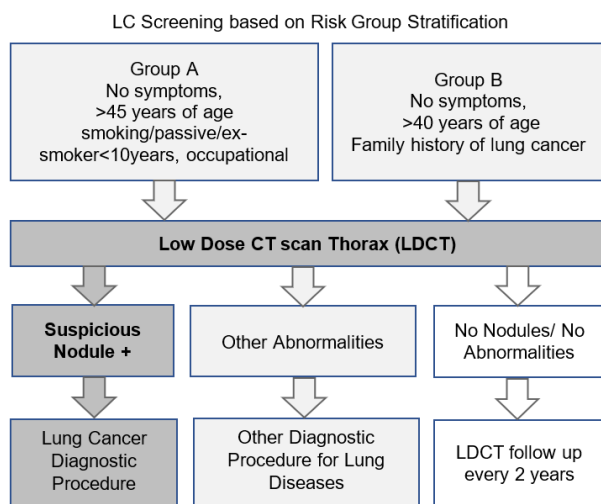 LC Screening based on Risk Group Stratification
Group A
No symptoms,
>45 years of age
smoking/passive/ex-
smoker<10years, occupational
Group B
No symptoms,
>40 years of age
Family history of lung cancer
Low Dose CT scan Thorax (LDCT)
Suspicious
Nodule +
Other Abnormalities
No Nodules/ No
Abnormalities
Lung Cancer
Diagnostic
Procedure
Other Diagnostic
Procedure for Lung
Diseases
LDCT follow up
every 2 years